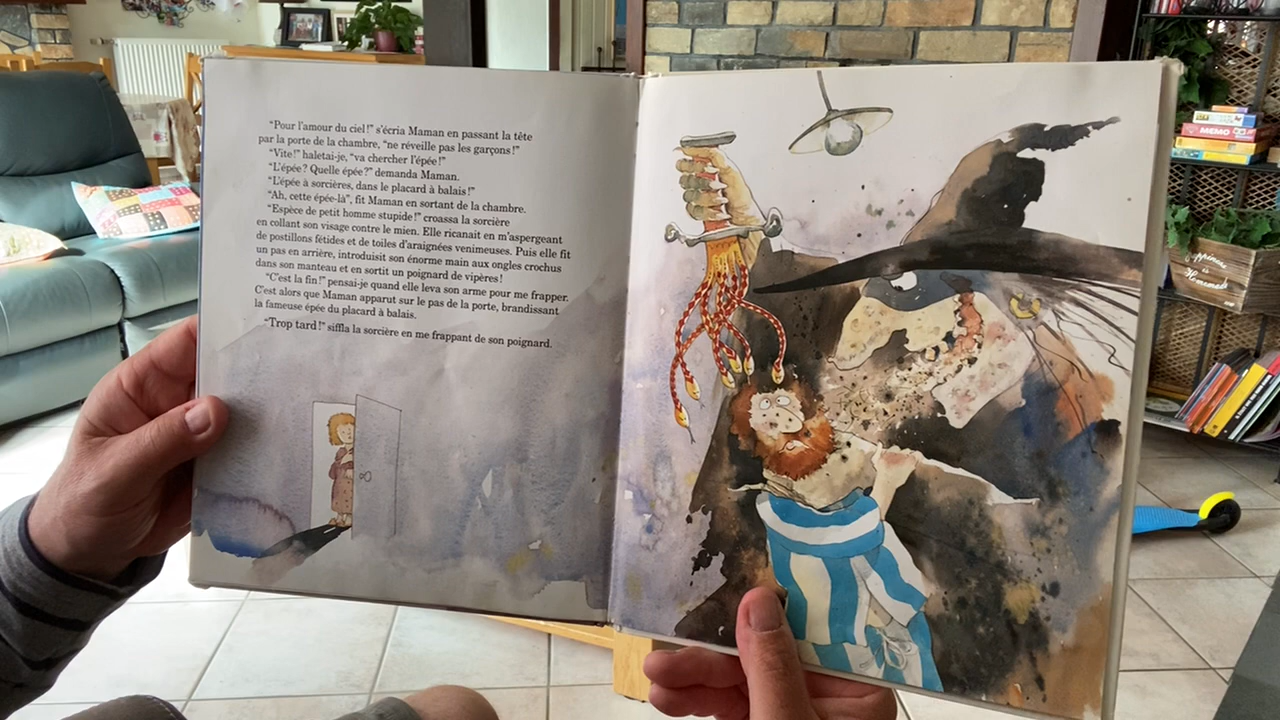 “Pour l’amour du ciel !” s’écria Maman en passant la tête
par la porte de la chambre, “ne réveille pas les garçons !”
“Vite !” haletai-je, “va chercher l’épée !”
“L’épée ? Quelle épée ?” demanda Maman.
“L’épée à sorcières, dans le placard à balais !”
“Ah, cette épée-là”, fit Maman en sortant de la chambre.
“Espèce de petit homme stupide !” croassa la sorcière
en collant son visage contre le mien. Elle ricanait en m’aspergeant
de postillons fétides et de toiles d’araignées venimeuses. Puis elle fit
un pas en arrière, introduisit son énorme main aux ongles crochus
dans son manteau et en sortit un poignard de vipères !
“C’est la fin !” pensai-je quand elle leva son arme pour me frapper.
C’est alors que Maman apparut sur le pas de la porte, brandissant
la fameuse épée du placard à balais.
“Trop tard !” siffla la sorcière en me frappant de son poignard.
MEMO
Homemade